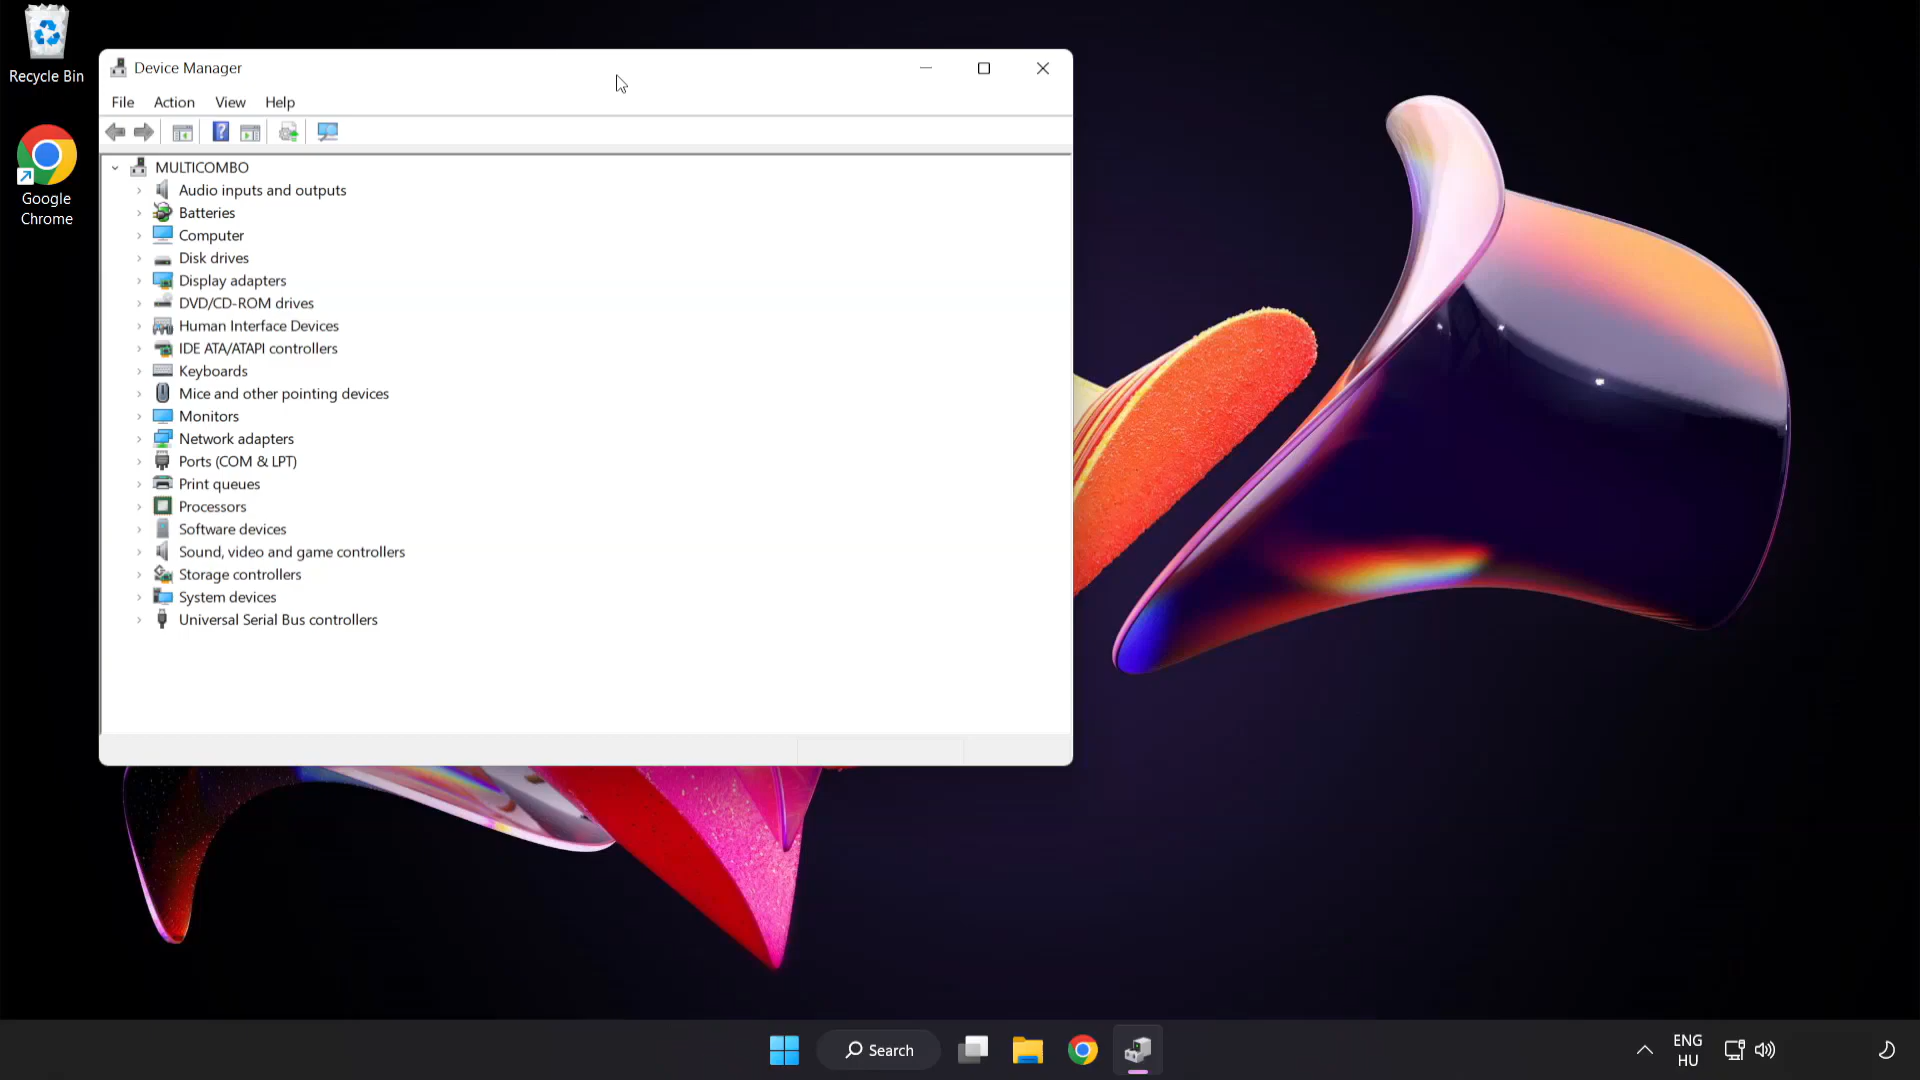 Recycle Bin
Google
Chrome
Device Manager
File Action View Help
MULTICOMBO
Audio inputs and outputs
Batteries
Computer
Disk drives
Display adapters
DVD/CD-ROM drives
Human Interface Devices
IDE ATA/ATAPI controllers
Keyboards
Mice and other pointing devices
Monitors
Network adapters
Ports (COM & LPT)
Print queues
Processors
Software devices
Sound, video and game controllers
Storage controllers
System devices
Universal Serial Bus controllers
Search
ENG
HU